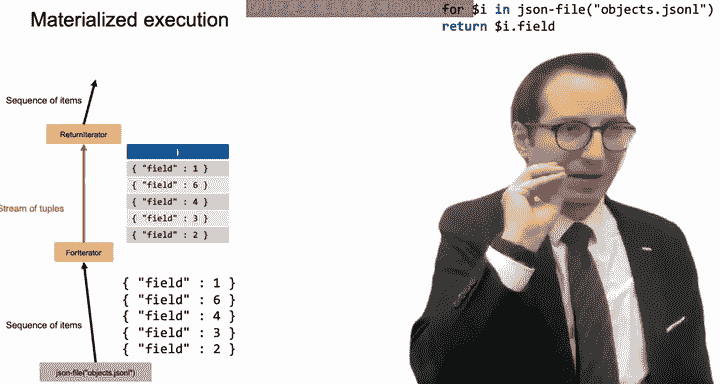 Materialized execution
for $i in json-file("objects.jsonl")
return $i.field
Sequence of items
ReturnIterator
{ "field" : 1 }
{ "field" : 6 }
{ "field" : 4 }
{ "field" : 3 }
{ "field" : 2 }
Stream of tuples
ForIterator
{ "field" : 1 }
{ "field" : 6 }
{ "field" : 4 }
{ "field" : 3 }
{ "field" : 2 }
Sequence of items
json-file("objects.jsonl")